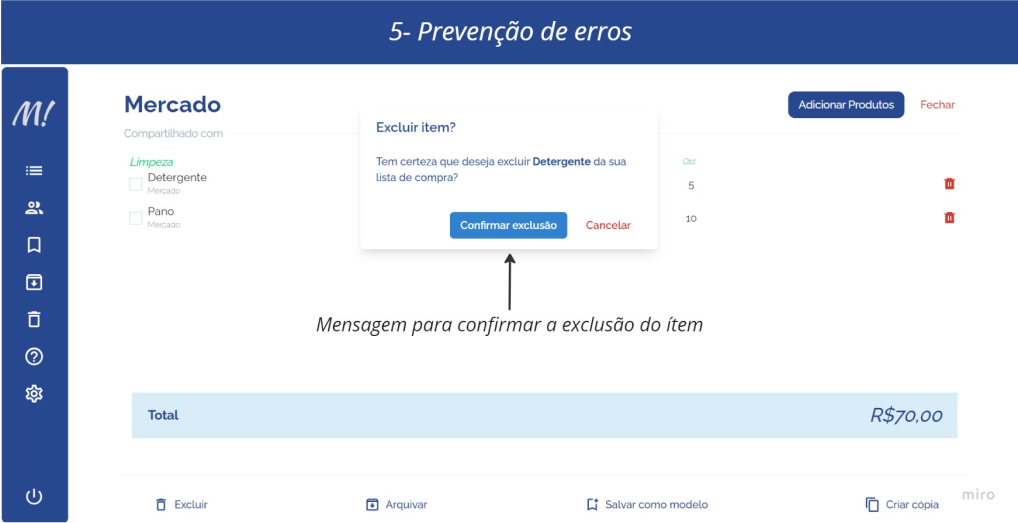 5- Prevenção de erros
M!
Mercado
Adicionar Produtos
Fechar
Compartilhado com
Excluir item?
Tem certeza que deseja excluir Detergente da sua
lista de compra?
Confirmar exclusão
Cancelar
Limpeza
Qtd
Detergente
Mercado
5
Pano
Mercado
10
Mensagem para confirmar a exclusão do ítem
Total
R$70,00
Excluir
Arquivar
Salvar como modelo
Criar cópia
miro